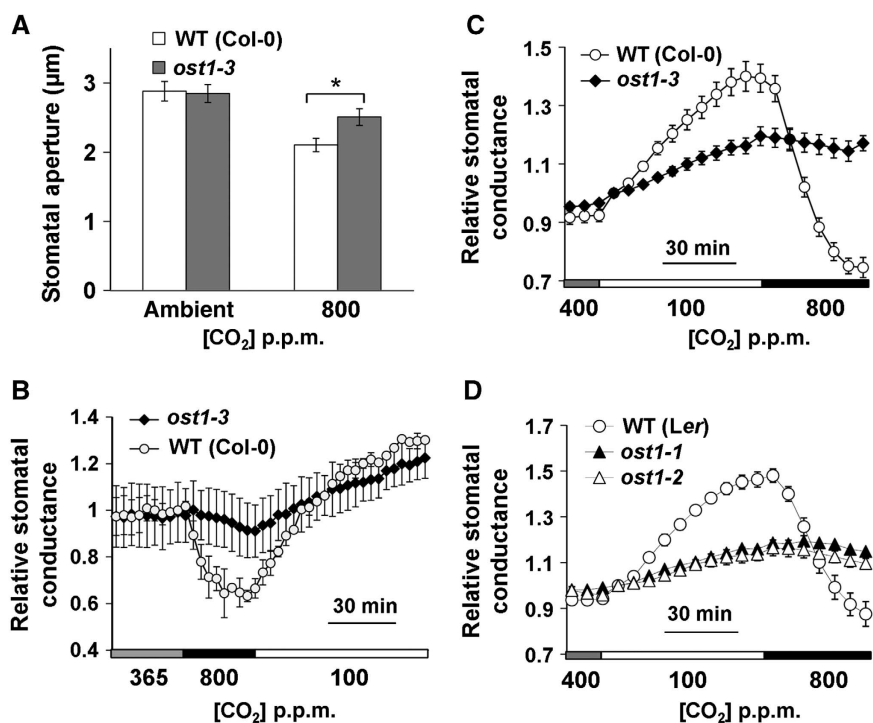 A
WT (Col-0)
ost1-3
Stomatal aperture (μm)
3
2
1
0
*
Ambient
800
[CO2] p.p.m.
B
ost1-3
WT (Col-0)
Relative stomatal
conductance
1.4
1.2
1
0.8
0.6
0.4
30 min
365
800
100
[CO2] p.p.m.
C
WT (Col-0)
ost1-3
Relative stomatal
conductance
1.5
1.3
1.1
0.9
0.7
30 min
400
100
800
[CO2] p.p.m.
D
WT (Ler)
ost1-1
ost1-2
Relative stomatal
conductance
1.7
1.5
1.3
1.1
0.9
0.7
30 min
400
100
800
[CO2] p.p.m.